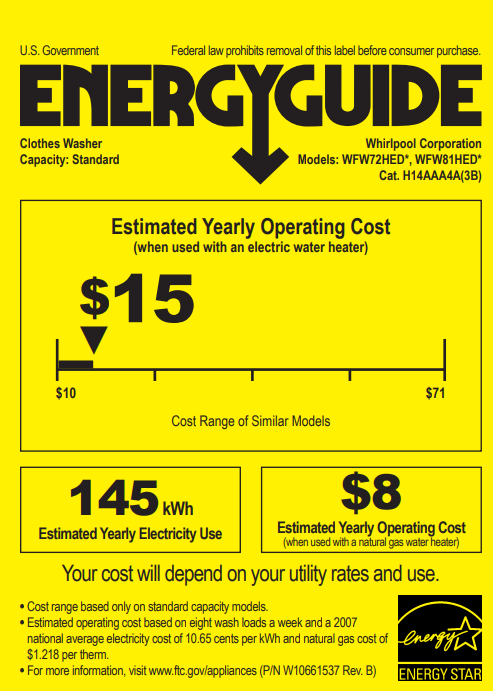 U.S. Government Federal law prohibits removal of this label before consumer purchase.
ENERGYGUIDE
Clothes Washer
Capacity: Standard
Whirlpool Corporation
Models: WFW72HED*, WFW81HED*
Cat. H14AAA4A(3B)
Estimated Yearly Operating Cost
(when used with an electric water heater)
$15
$10 $71
Cost Range of Similar Models
145 kWh
Estimated Yearly Electricity Use
$8
Estimated Yearly Operating Cost
(when used with a natural gas water heater)
Your cost will depend on your utility rates and use.
• Cost range based only on standard capacity models.
• Estimated operating cost based on eight wash loads a week and a 2007
national average electricity cost of 10.65 cents per kWh and natural gas cost of
$1.218 per therm.
• For more information, visit www.ftc.gov/appliances (P/N W10661537 Rev. B)
energy
ENERGY STAR